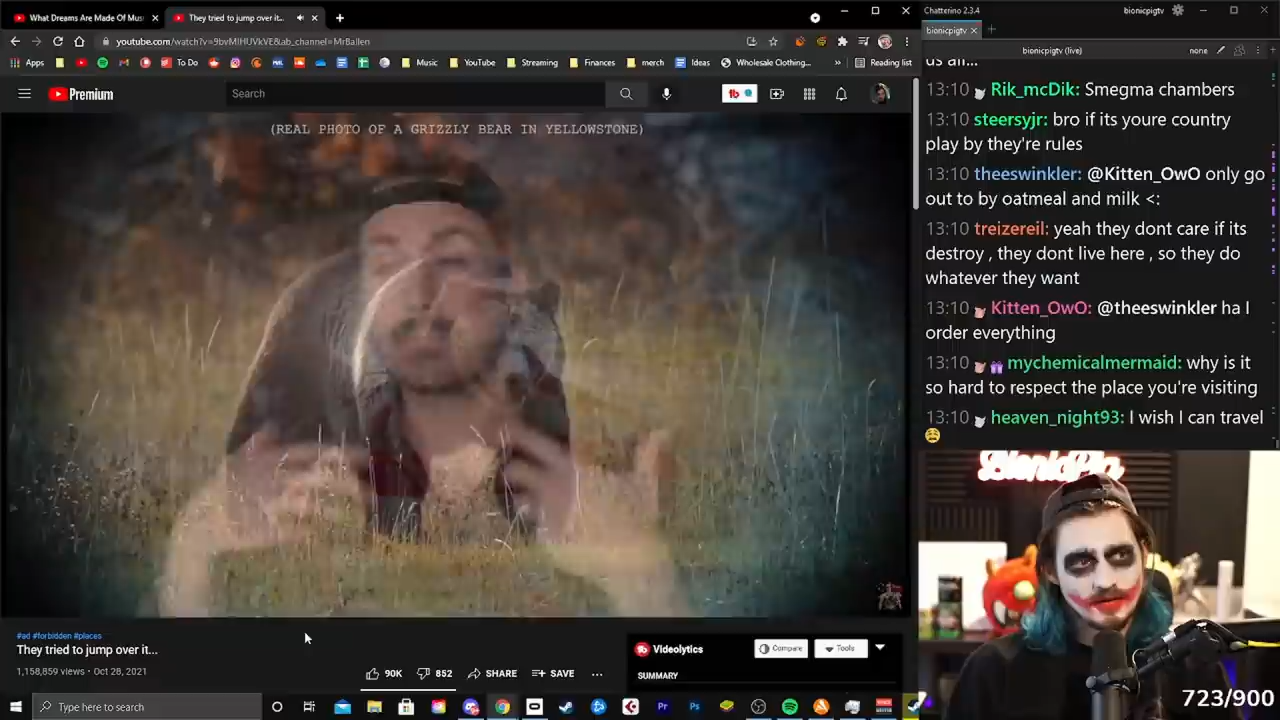 What Dreams Are Made Of Mus
They tried to jump over it...
Chatterino 2.3.4
bionicpigtv
bionicpigtv
youtube.com/watch?v=9bvMIHUVkVE&ab_channel=MrBallen
bionicpigtv (live)
none
Apps
To Do
Music
YouTube
Streaming
Finances
merch
Ideas
Wholesale Clothing...
Reading list
us all...
Premium
Search
13:10 Rik_mcDik: Smegma chambers
(REAL PHOTO OF A GRIZZLY BEAR IN YELLOWSTONE)
13:10 steersyjr: bro if its youre country
play by they're rules
13:10 theeswinkler: @Kitten_OwO only go
out to by oatmeal and milk <:
13:10 treizereil: yeah they dont care if its
destroy , they dont live here , so they do
whatever they want
13:10 Kitten_OwO: @theeswinkler ha I
order everything
13:10 mychemicalmermaid: why is it
so hard to respect the place you're visiting
13:10 heaven_night93: I wish I can travel
BionicPig
#ad #forbidden #places
They tried to jump over it...
1,158,859 views · Oct 28, 2021
90K
852
SHARE
SAVE
Videolytics
Compare
Tools
SUMMARY
Type here to search
723/900